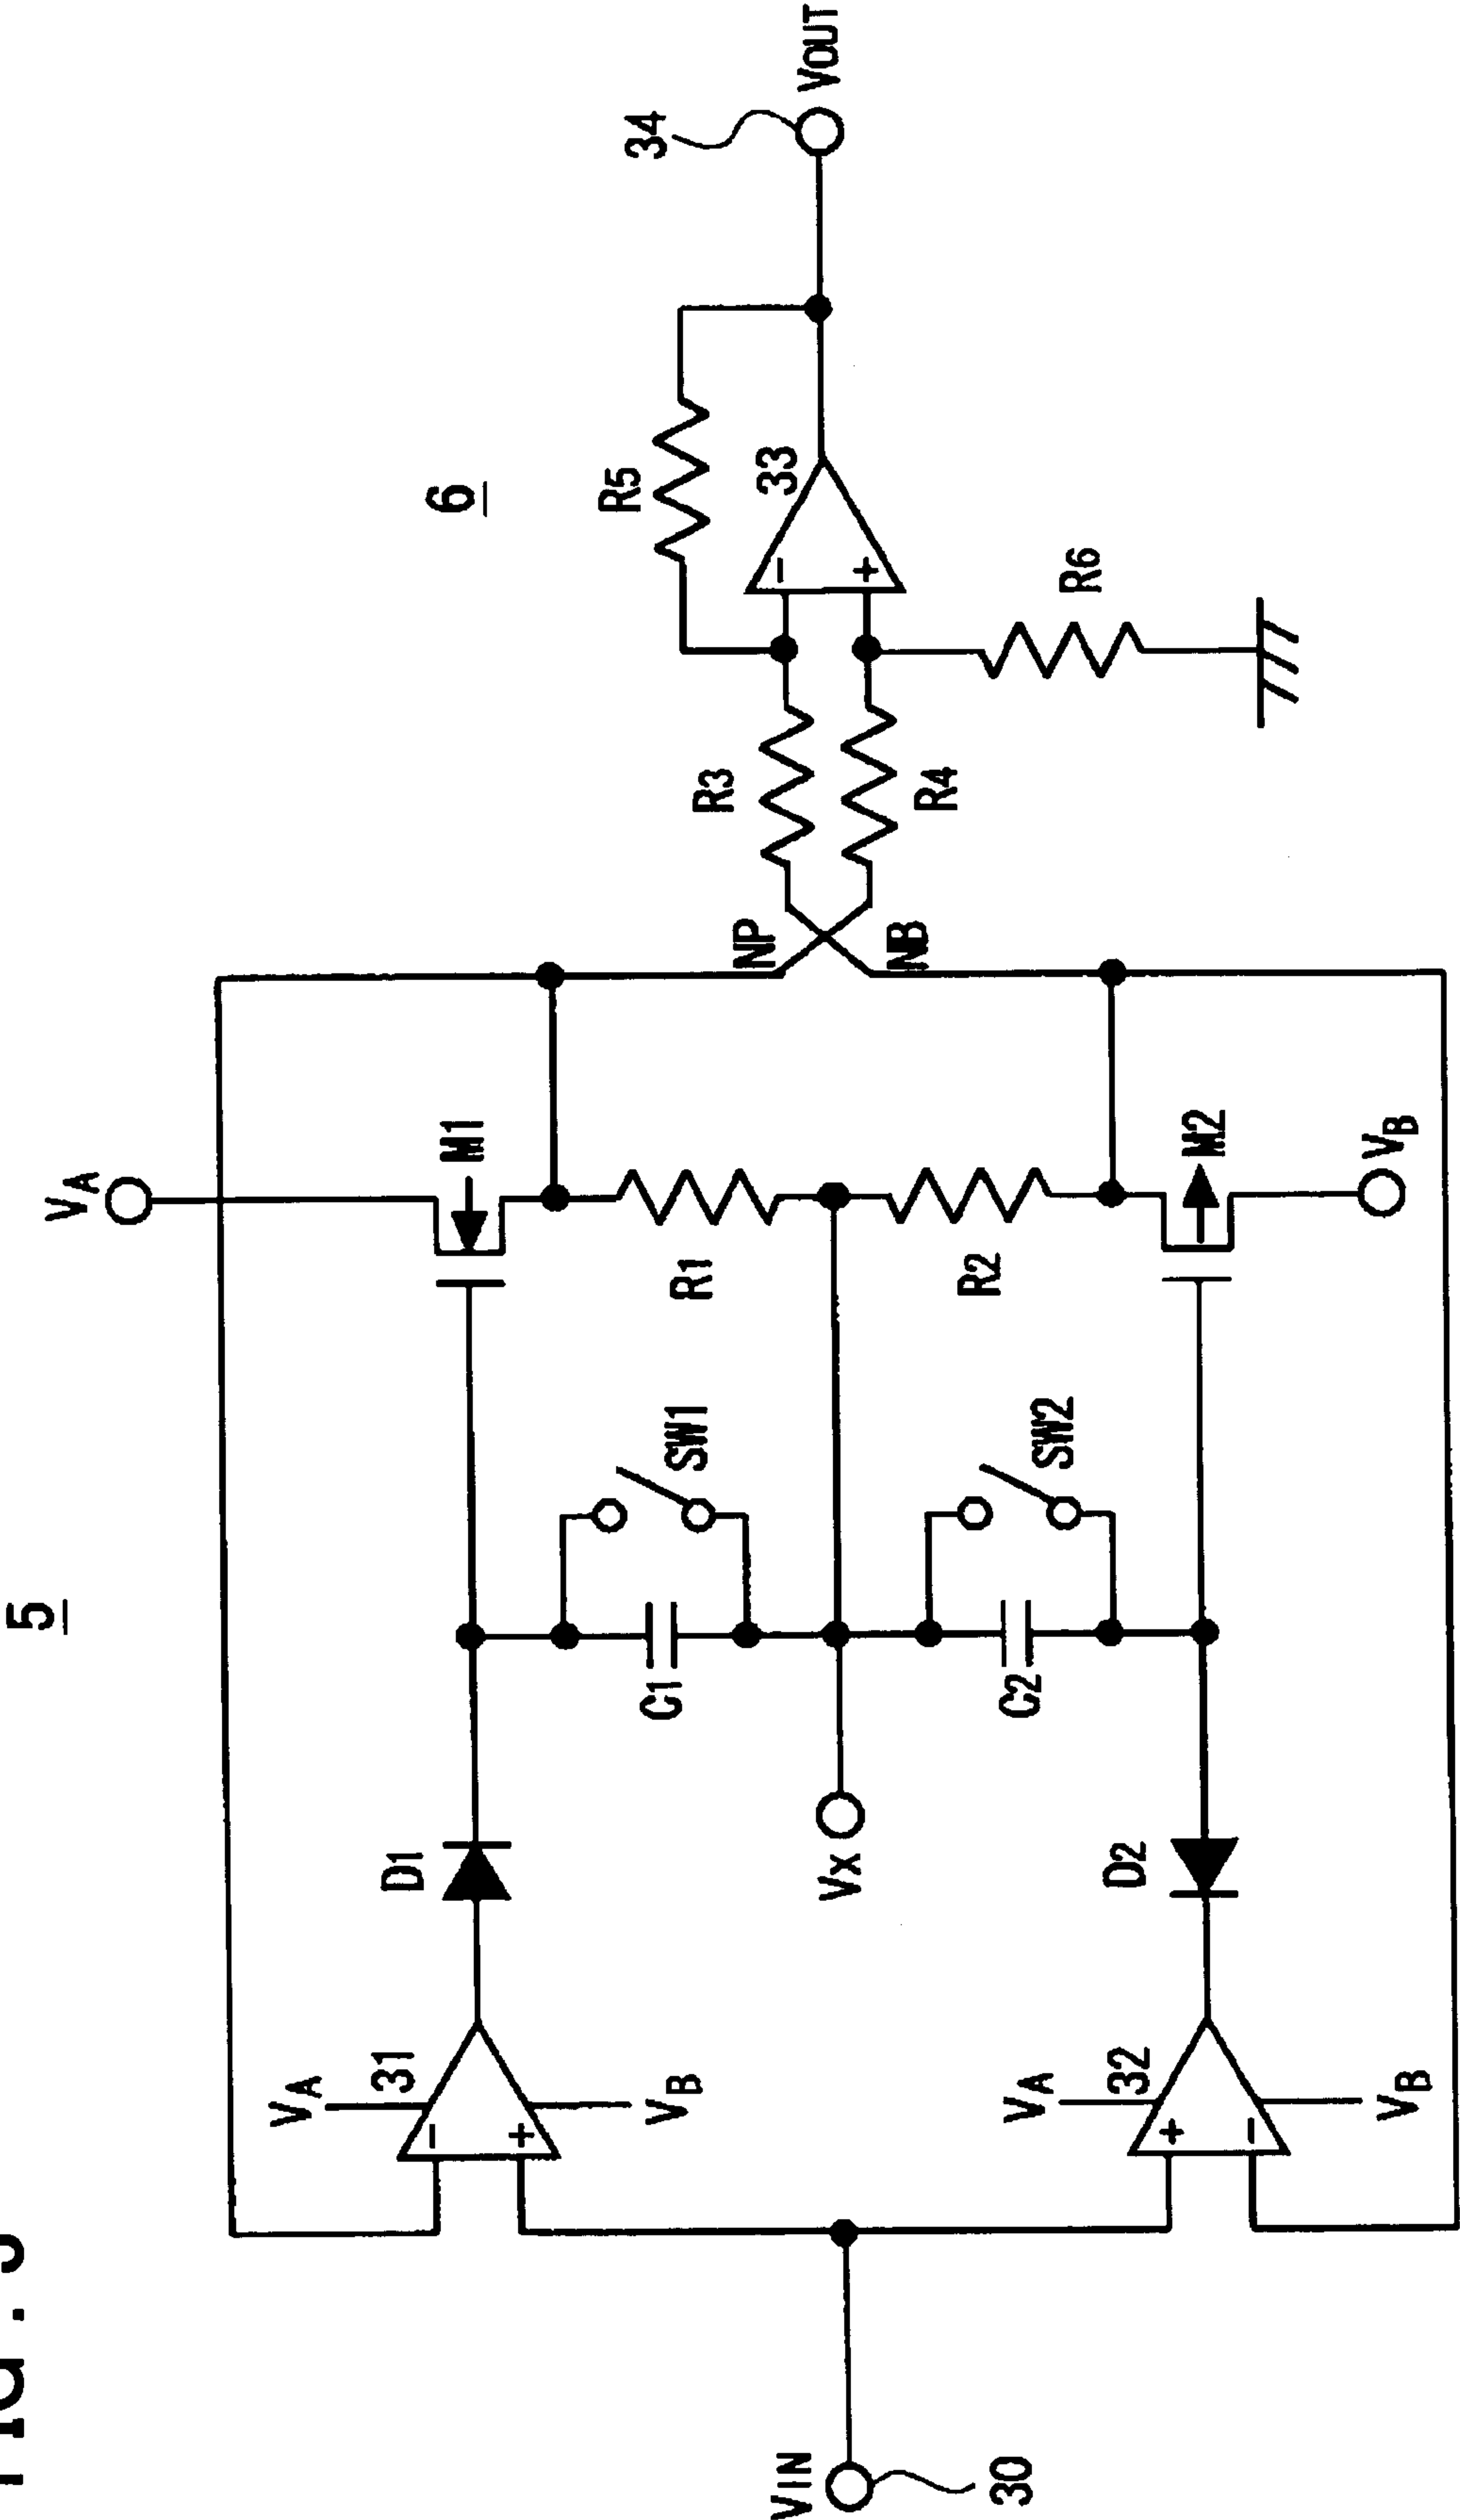 5
6
VA
VA
31
VB
D1
M1
R1
C1
SW1
VX
VIN
30
C2
SW2
R2
VA
32
VB
D2
M2
VB
NP
NB
R3
R4
R5
33
R6
34
VOUT